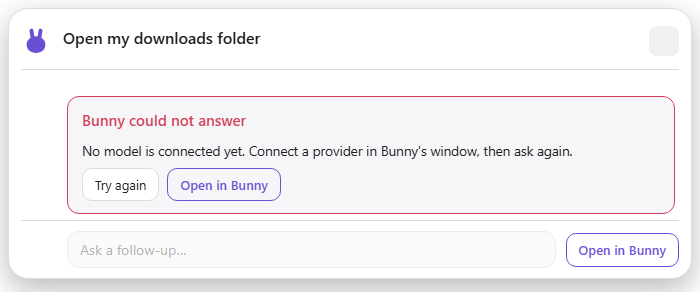 Open my downloads folder
Bunny could not answer
No model is connected yet. Connect a provider in Bunny's window, then ask again.
Try again
Open in Bunny
Ask a follow-up...
Open in Bunny